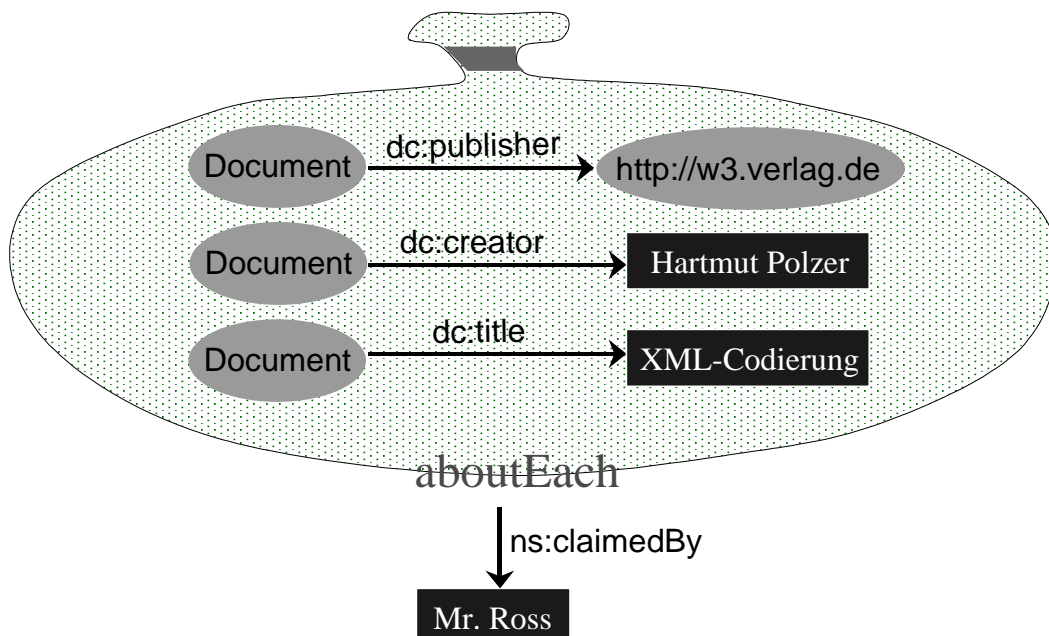 Document dc:publisher http://w3.verlag.de
Document dc:creator Hartmut Polzer
Document dc:title XML-Codierung
aboutEach
ns:claimedBy
Mr. Ross